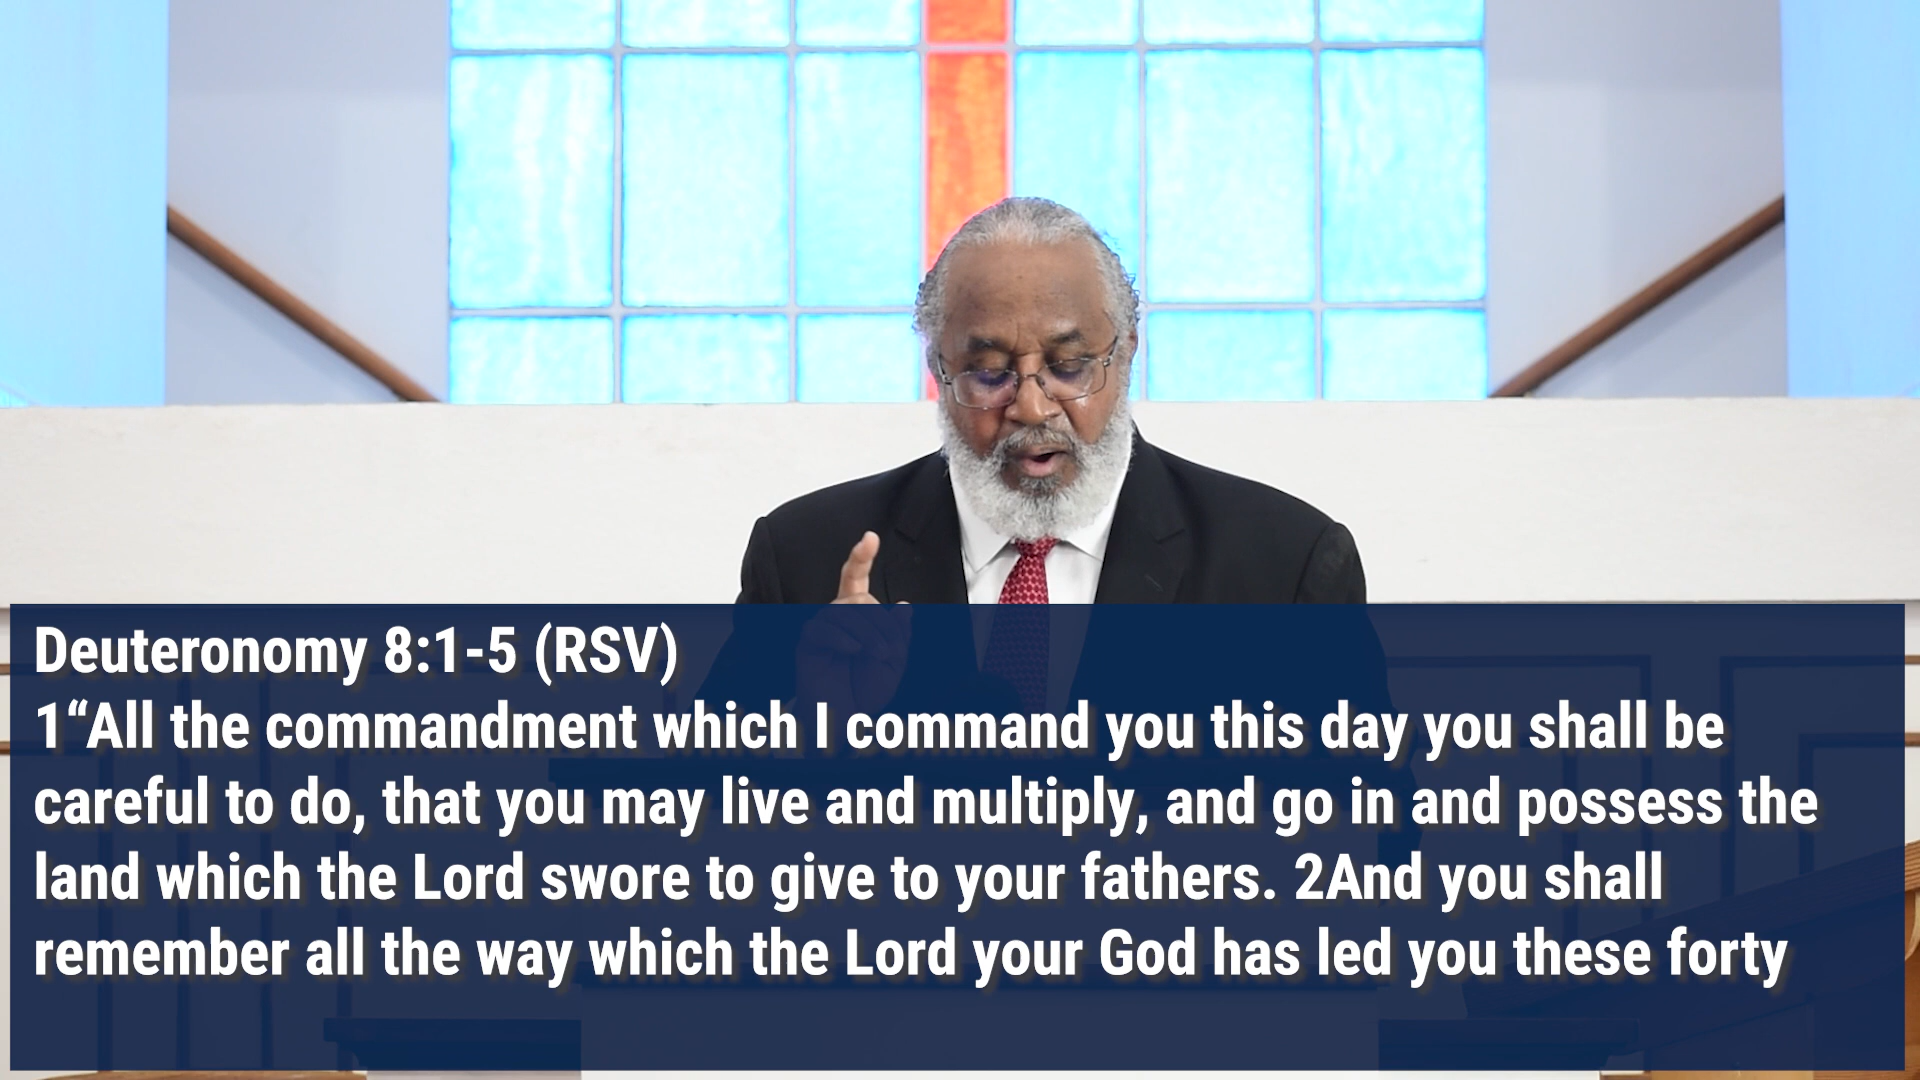 Deuteronomy 8:1-5 (RSV)
1“All the commandment which I command you this day you shall be
careful to do, that you may live and multiply, and go in and possess the
land which the Lord swore to give to your fathers. 2And you shall
remember all the way which the Lord your God has led you these forty